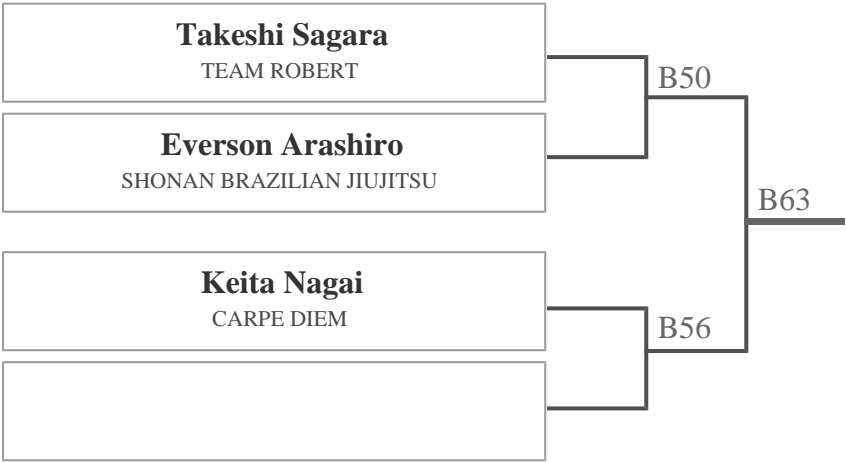 Takeshi Sagara
TEAM ROBERT
B50
Everson Arashiro
SHONAN BRAZILIAN JIUJITSU
B63
Keita Nagai
CARPE DIEM
B56